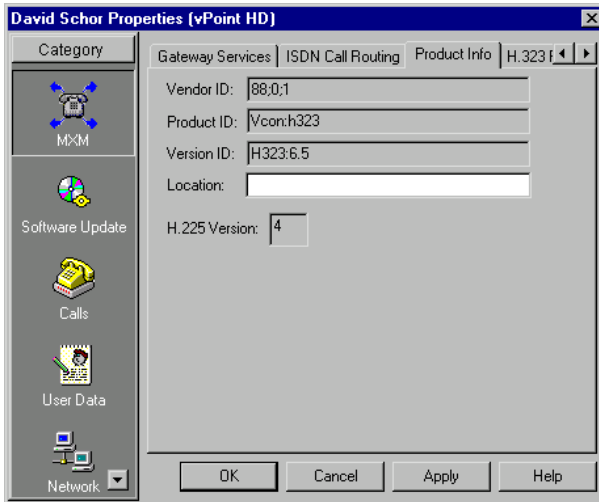 David Schor Properties (vPoint HD)
Category
MXM
Software Update
Calls
User Data
Network
Gateway Services
ISDN Call Routing
Product Info
H.323
Vendor ID: 88;0;1
Product ID: Vcon:h323
Version ID: H323:6.5
Location:
H.225 Version: 4
OK
Cancel
Apply
Help